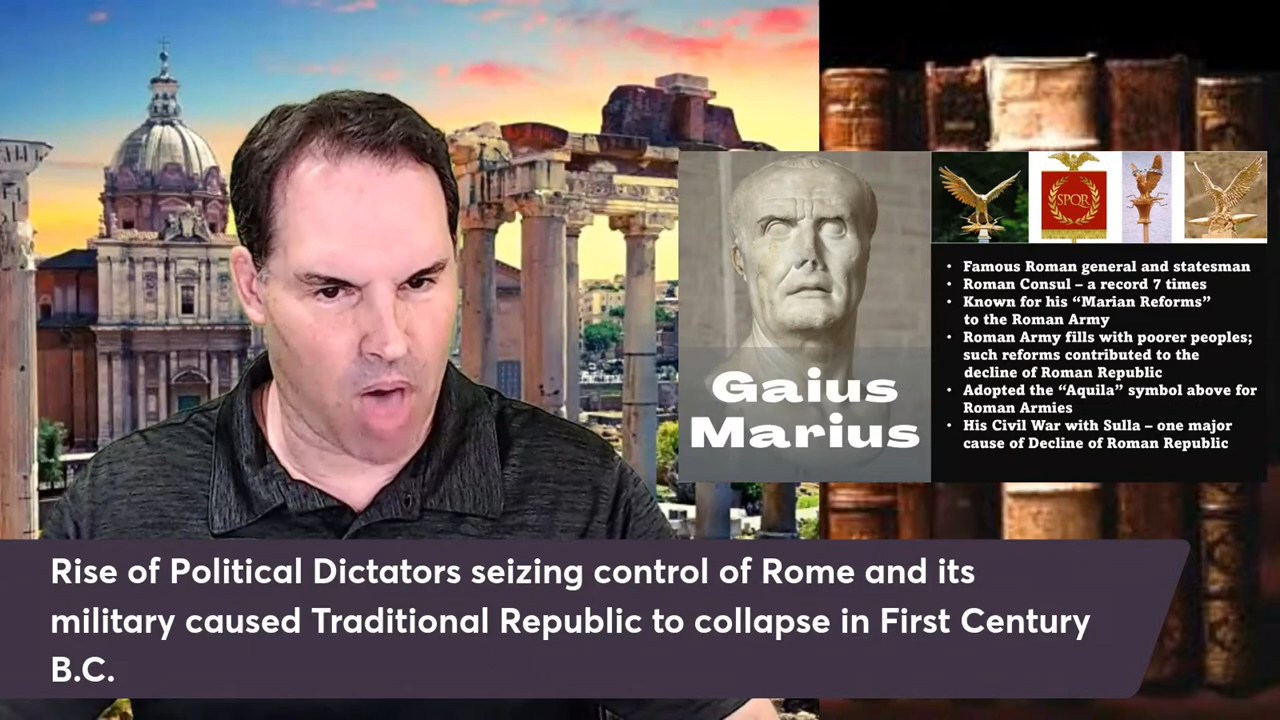 SPQR
Gaius
Marius
• Famous Roman general and statesman
• Roman Consul – a record 7 times
• Known for his “Marian Reforms”
to the Roman Army
• Roman Army fills with poorer peoples;
such reforms contributed to the
decline of Roman Republic
• Adopted the “Aquila” symbol above for
Roman Armies
• His Civil War with Sulla – one major
cause of Decline of Roman Republic
Rise of Political Dictators seizing control of Rome and its
military caused Traditional Republic to collapse in First Century
B.C.